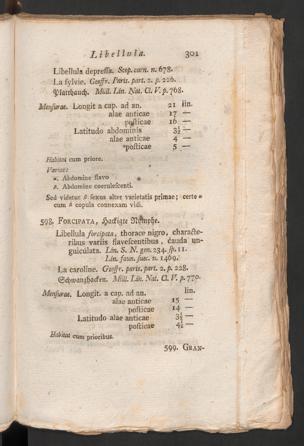 Libellula. 301
Libellula depressa. Scop. carn. n. 678.
La sylvie. Geoffr. Paris. part. 2. p. 226.
Plattbauch. Müll. Lin. Nat. Cl. V. p. 768.
Mensurae. Longit a cap. ad an. 21 lin.
alae anticae 17 —
posticae 16 —
Latitudo abdominis 3½ —
alae anticae 4 —
posticae 5 —
Habitat cum priore.
Variat:
α. Abdomine flavo
β. Abdomine coerulescenti.
Sed videtur β sexus alter varietatis primae; certe
cum α copula connexam vidi.
598. FORCIPATA, Hackigte Nymphe.
Libellula forcipata, thorace nigro, characte-
ribus variis flavescentibus, cauda un-
guiculata. Lin. S. N. gen. 234. sp. 11.
Lin. faun. suec. n. 1469.
La caroline. Geoffr. paris. part. 2. p. 228.
Schwanzhacken. Müll. Lin. Nat. Cl. V. p. 770.
Mensurae. Longit. a cap. ad an. lin.
alae anticae 15 —
posticae 14 —
Latitudo alae anticae 3½ —
posticae 4½ —
Habitat cum prioribus.
599. GRAN-